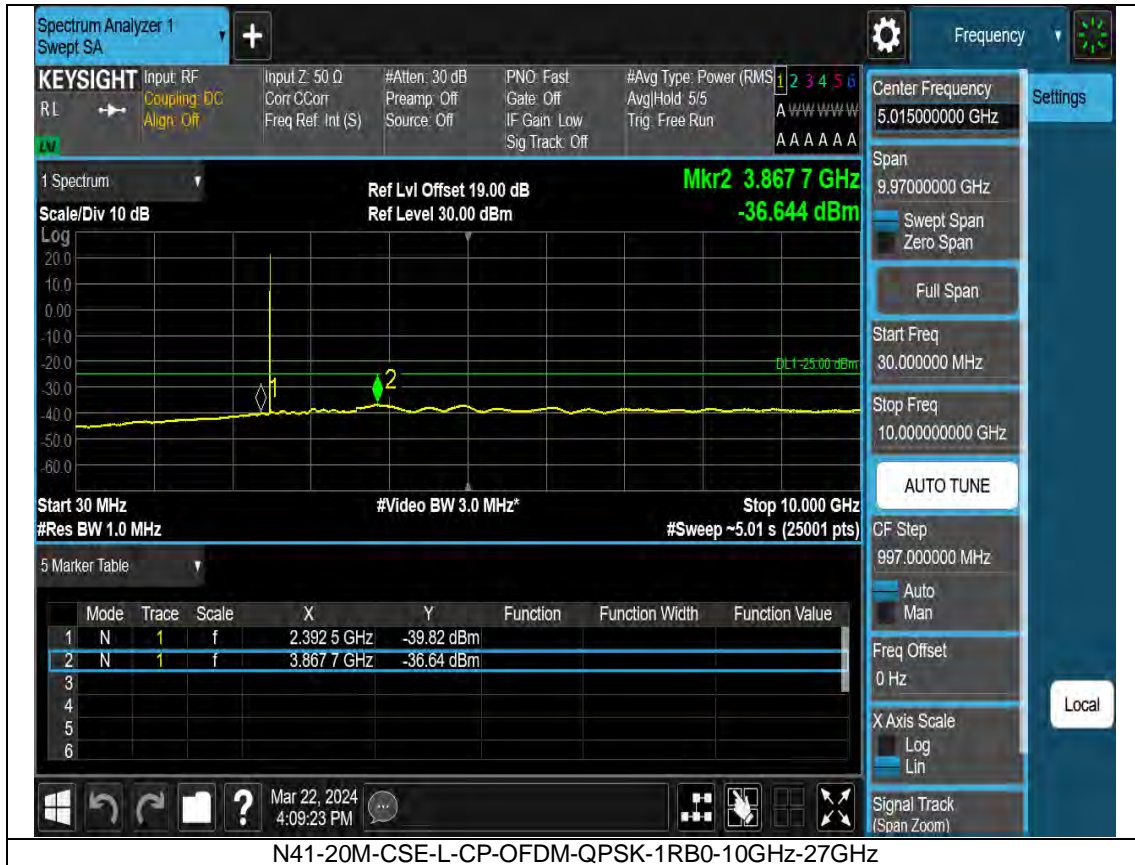 Spectrum Analyzer 1
Swept SA
+
Frequency
KEYSIGHT
RL
Input: RF
Coupling: DC
Align: Off
Input Z: 50 Ω
Corr CCorr
Freq Ref: Int (S)
#Atten: 30 dB
Preamp: Off
Source: Off
PNO: Fast
Gate: Off
IF Gain: Low
Sig Track: Off
#Avg Type: Power (RMS
Avg|Hold: 5/5
Trig: Free Run
1 2 3 4 5 6
A W W W W W
A A A A A A
LXI
1 Spectrum
Scale/Div 10 dB
Log
Ref Lvl Offset 19.00 dB
Ref Level 30.00 dBm
Mkr2 3.867 7 GHz
-36.644 dBm
20.0
10.0
0.00
-10.0
-20.0
-30.0
-40.0
-50.0
-60.0
DL1 -25.00 dBm
1
2
Start 30 MHz
#Res BW 1.0 MHz
#Video BW 3.0 MHz*
Stop 10.000 GHz
#Sweep ~5.01 s (25001 pts)
5 Marker Table
Mode Trace Scale X Y Function Function Width Function Value
1 N 1 f 2.392 5 GHz -39.82 dBm
2 N 1 f 3.867 7 GHz -36.64 dBm
3
4
5
6
?
Mar 22, 2024
4:09:23 PM
Center Frequency
5.015000000 GHz
Settings
Span
9.97000000 GHz
Swept Span
Zero Span
Full Span
Start Freq
30.000000 MHz
Stop Freq
10.000000000 GHz
AUTO TUNE
CF Step
997.000000 MHz
Auto
Man
Freq Offset
0 Hz
X Axis Scale
Log
Lin
Local
Signal Track
(Span Zoom)
N41-20M-CSE-L-CP-OFDM-QPSK-1RB0-10GHz-27GHz